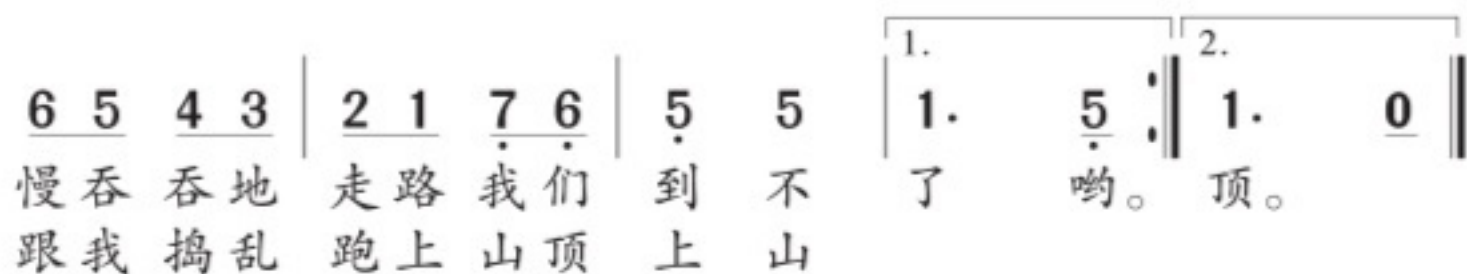 1. 2.
6 5 4 3 | 2 1 7 6 | 5 5 | 1. 5 :| 1. 0 |
慢吞 吞地 走路 我们 到 不 了 哟。 顶。
跟我 捣乱 跑上 山顶 上 山